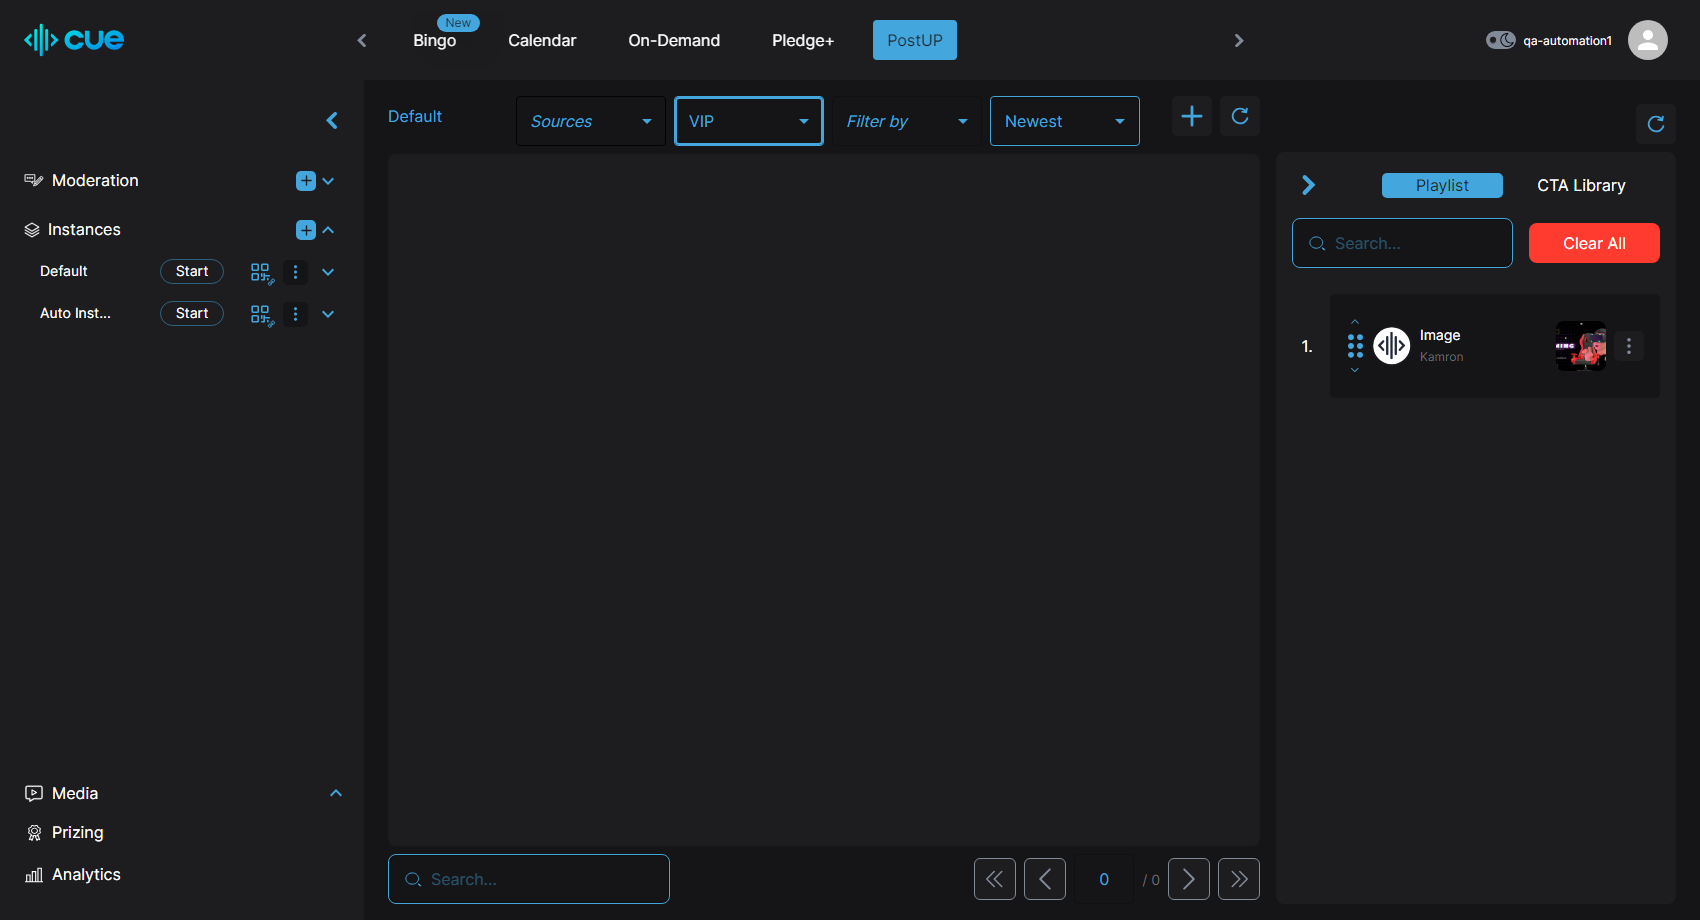 cue
New
Bingo
Calendar
On-Demand
Pledge+
PostUP
qa-automation1
Default
Sources
VIP
Filter by
Newest
Moderation
Instances
Default
Start
Auto Inst...
Start
Media
Prizing
Analytics
Search...
0
/ 0
Playlist
CTA Library
Search...
Clear All
1.
Image
Kamron